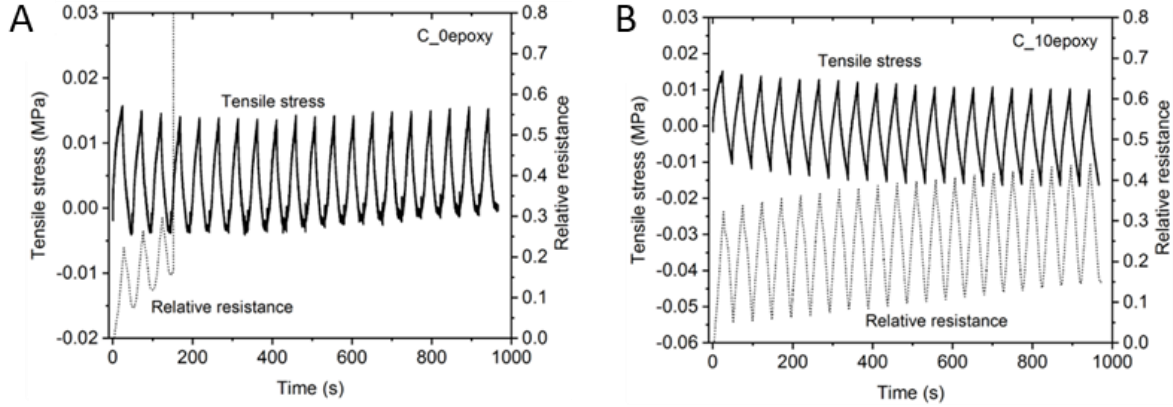 A
C_0epoxy
Tensile stress
Relative resistance
Tensile stress (MPa)
0.03
0.02
0.01
0.00
-0.01
-0.02
Relative resistance
0.8
0.7
0.6
0.5
0.4
0.3
0.2
0.1
0.0
0 200 400 600 800 1000
Time (s)
B
C_10epoxy
Tensile stress
Relative resistance
Tensile stress (MPa)
0.03
0.02
0.01
0.00
-0.01
-0.02
-0.03
-0.04
-0.05
-0.06
Relative resistance
0.8
0.7
0.6
0.5
0.4
0.3
0.2
0.1
0.0
0 200 400 600 800 1000
Time (s)